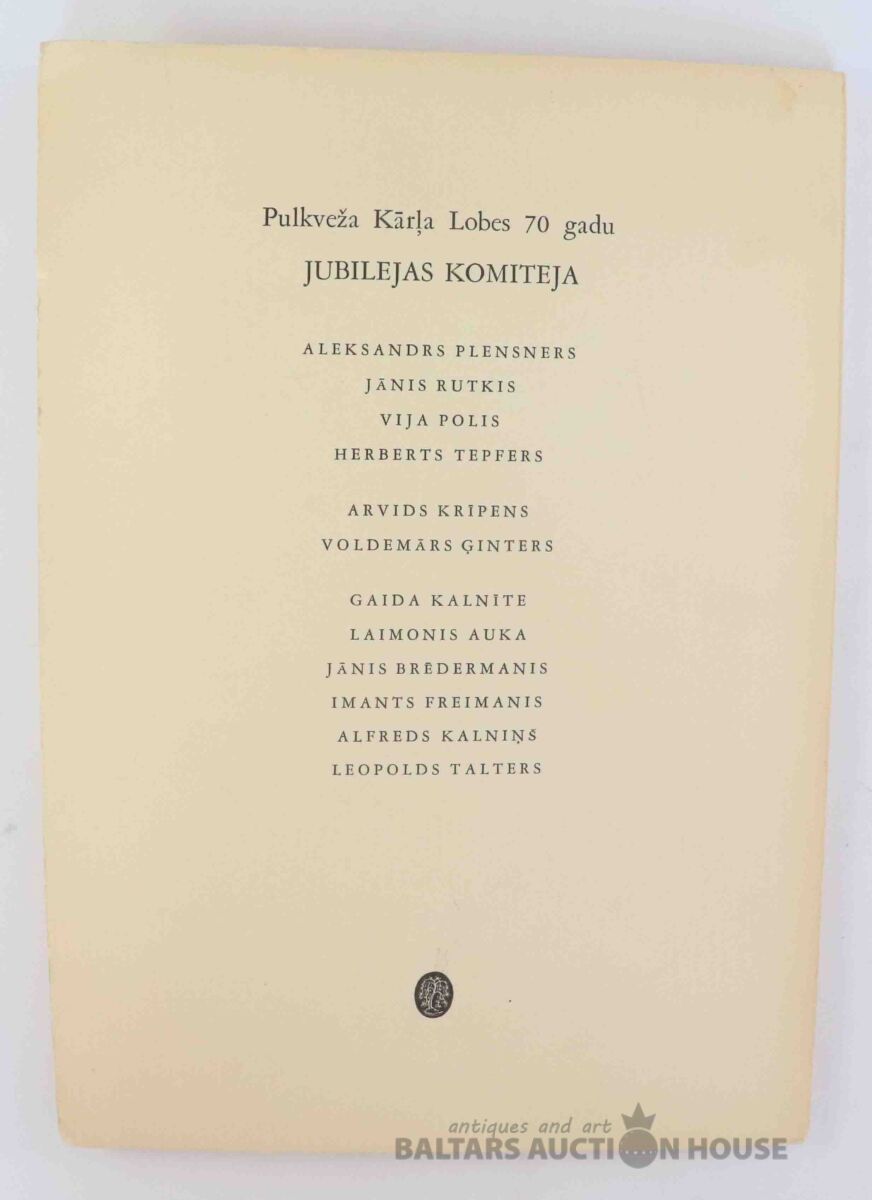 Pulkveža Kārļa Lobes 70 gadu
JUBILEJAS KOMITEJA
ALEKSANDRS PLENSNERS
JĀNIS RUTKIS
VIJA POLIS
HERBERTS TEPFERS
ARVIDS KRĪPENS
VOLDEMĀRS ĢINTERS
GAIDA KALNĪTE
LAIMONIS AUKA
JĀNIS BRĒDERMANIS
IMANTS FREIMANIS
ALFREDS KALNIŅŠ
LEOPOLDS TALTERS
antiques and art
BALTARS AUCTION HOUSE